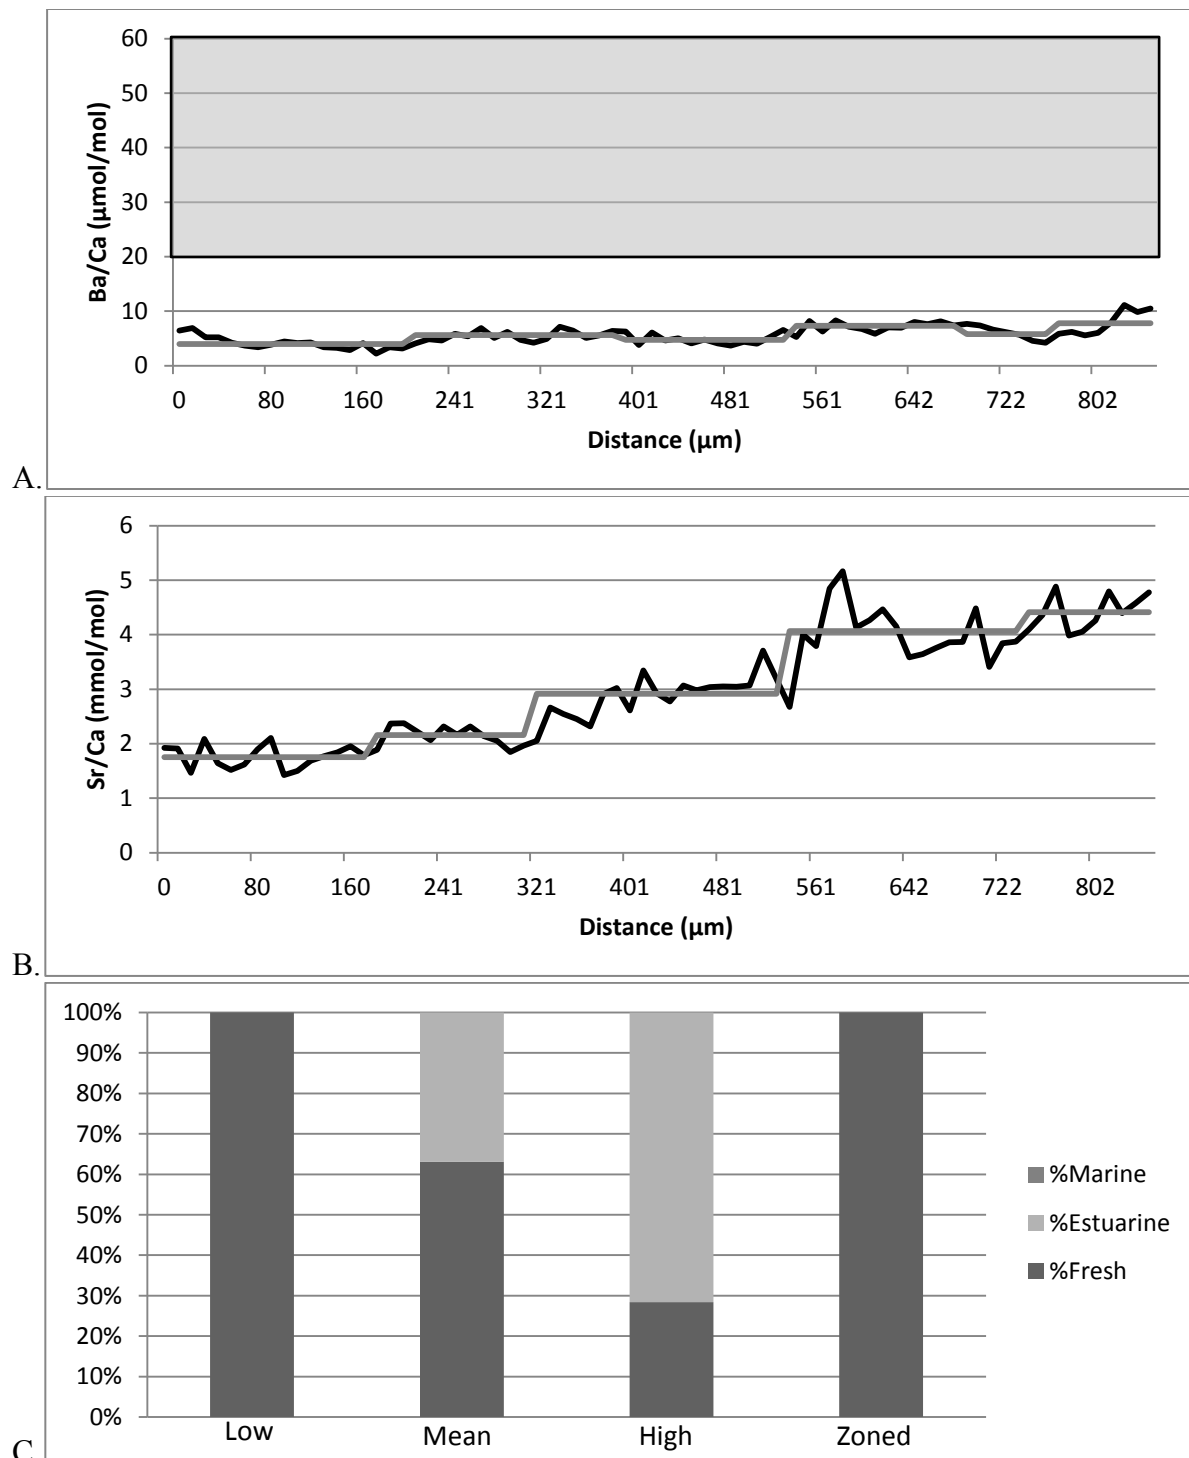 60
50
40
30
20
10
0
Ba/Ca (µmol/mol)
0 80 160 241 321 401 481 561 642 722 802
Distance (µm)
A.
6
5
4
3
2
1
0
Sr/Ca (mmol/mol)
0 80 160 241 321 401 481 561 642 722 802
Distance (µm)
B.
100%
90%
80%
70%
60%
50%
40%
30%
20%
10%
0%
Low Mean High Zoned
%Marine
%Estuarine
%Fresh
C